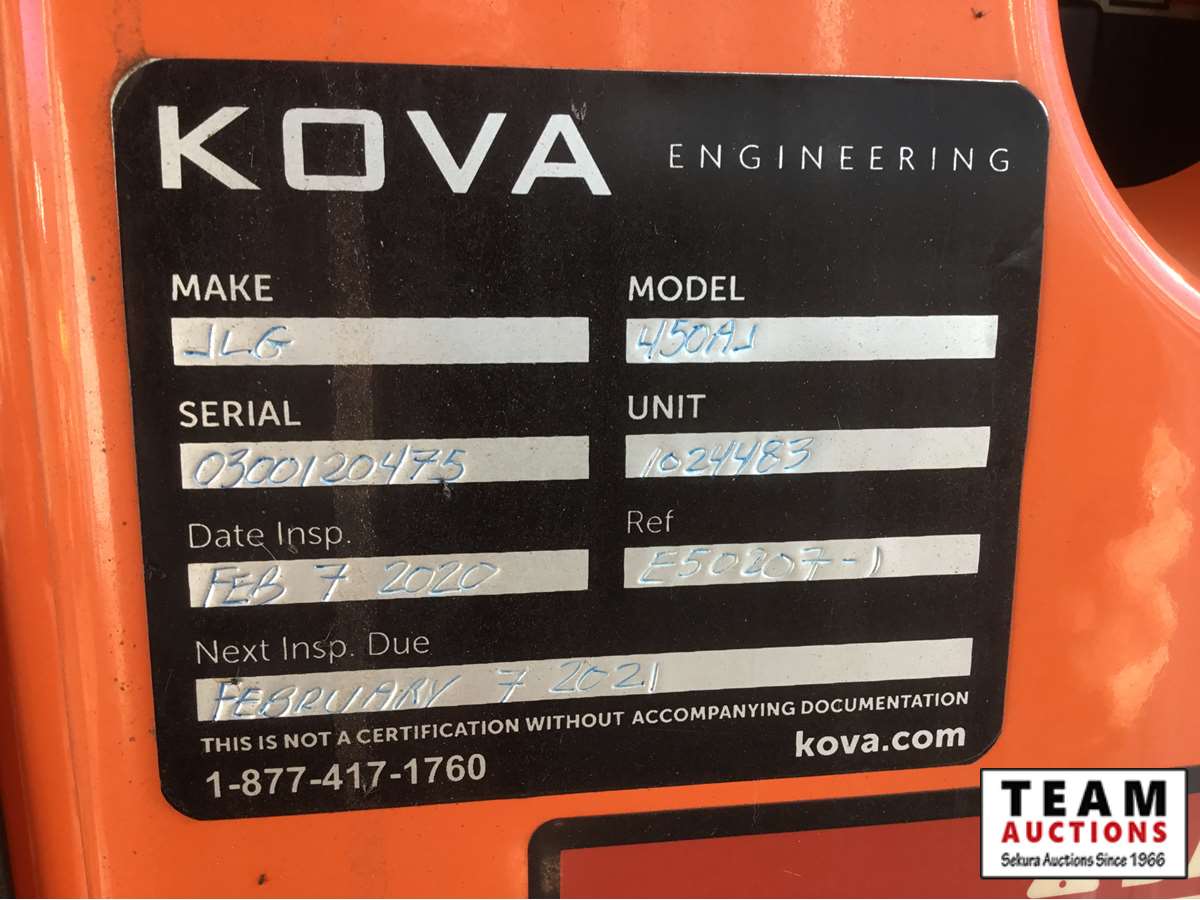 KOVA ENGINEERING
MAKE MODEL
JLG 450AJ
SERIAL UNIT
0300120475 1024483
Date Insp. Ref
FEB 7 2020 E50207-1
Next Insp. Due
FEBRUARY 7 2021
THIS IS NOT A CERTIFICATION WITHOUT ACCOMPANYING DOCUMENTATION
1-877-417-1760 kova.com
TEAM
AUCTIONS
Sekura Auctions Since 1966